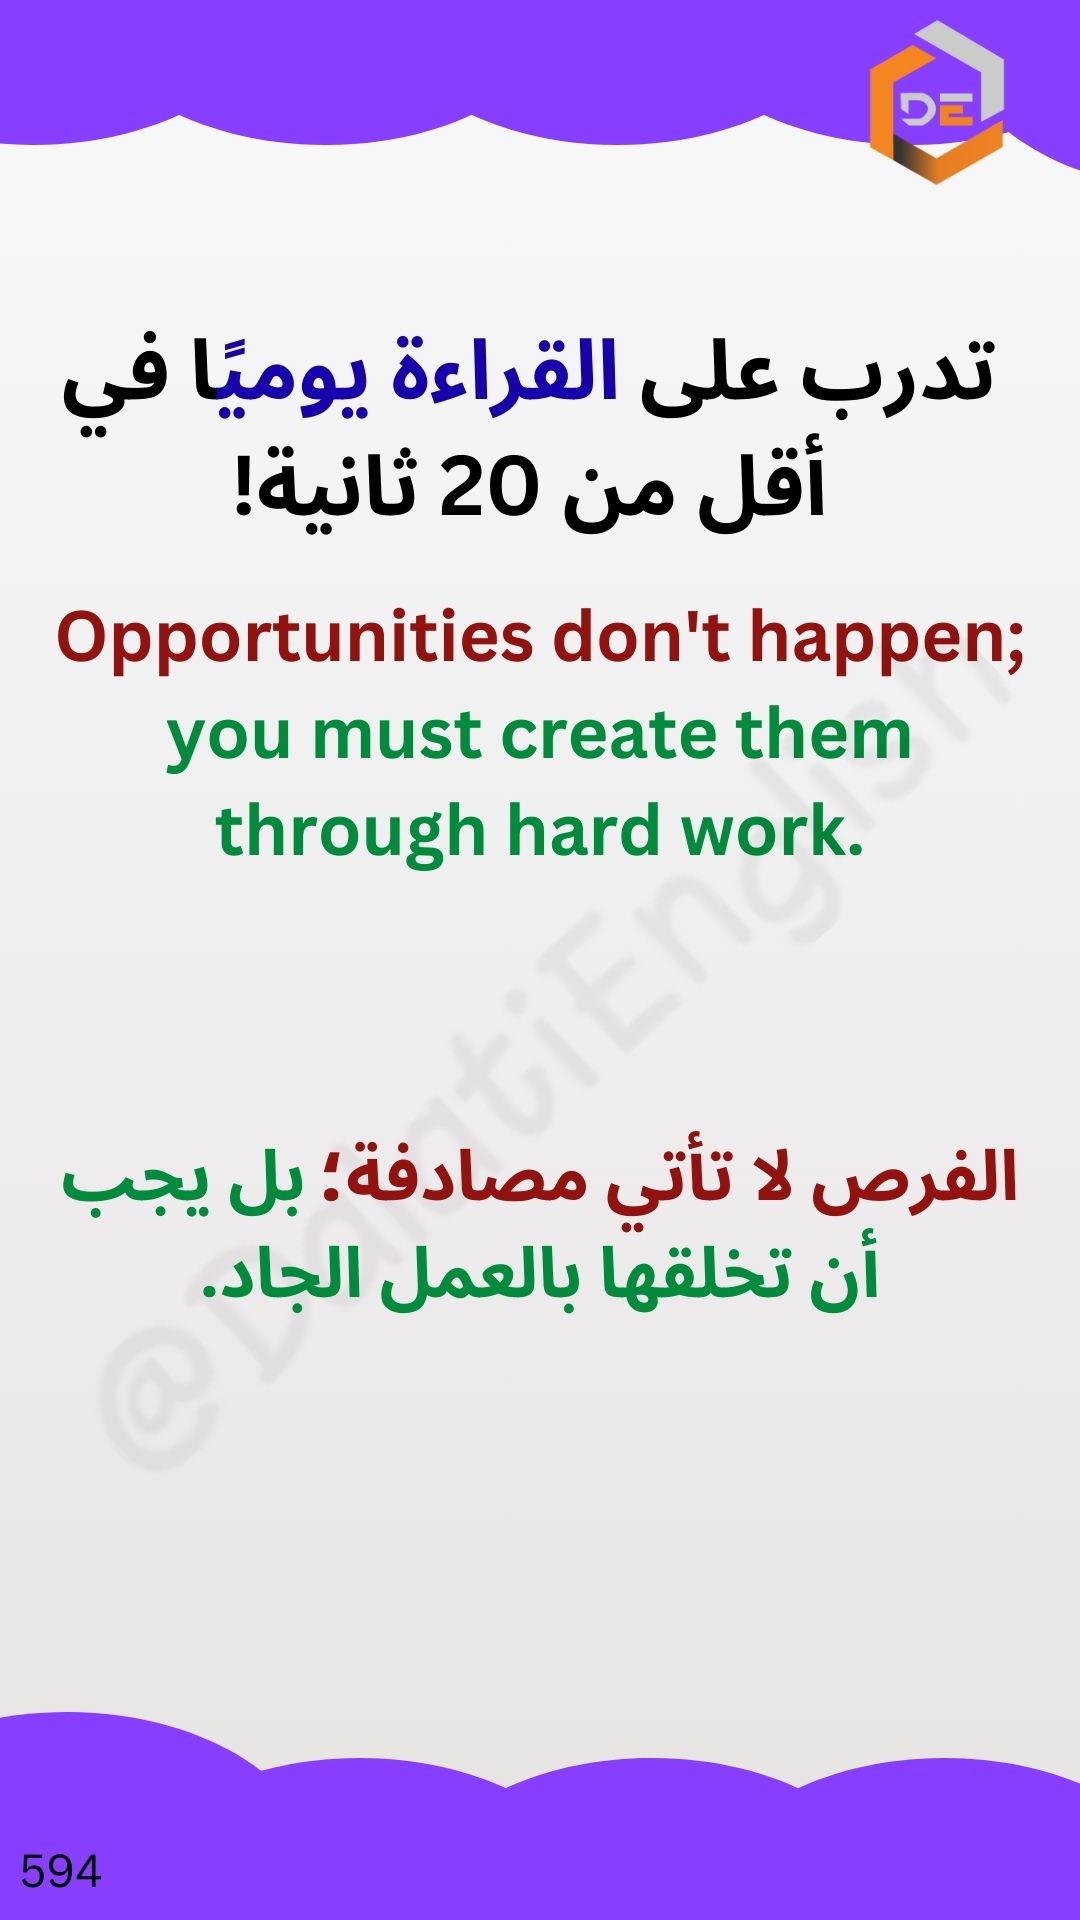 DE
تدرب على القراءة يوميًا في
أقل من 20 ثانية!
Opportunities don't happen;
you must create them
through hard work.
@DalatiEnglish
الفرص لا تأتي مصادفة؛ بل يجب
أن تخلقها بالعمل الجاد.
594